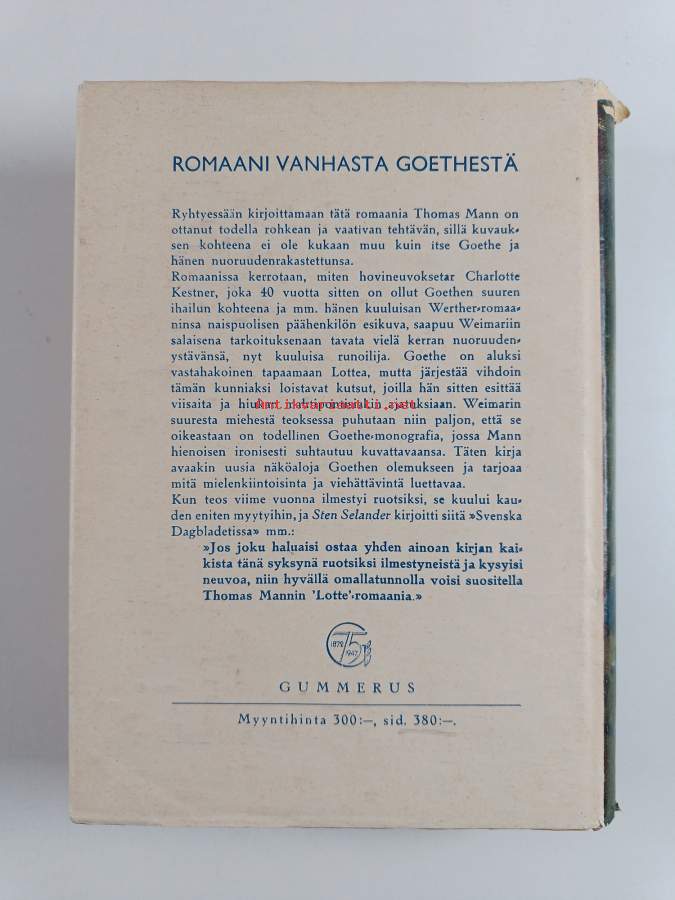 ROMAANI VANHASTA GOETHESTÄ
Ryhtyessään kirjoittamaan tätä romaania Thomas Mann on
ottanut todella rohkean ja vaativan tehtävän, sillä kuvauk-
sen kohteena ei ole kukaan muu kuin itse Goethe ja
hänen nuoruudenrakastettunsa.
Romaanissa kerrotaan, miten hovineuvoksetar Charlotte
Kestner, joka 40 vuotta sitten on ollut Goethen suuren
ihailun kohteena ja mm. hänen kuuluisan Werther-romaa-
ninsa naispuolisen päähenkilön esikuva, saapuu Weimariin
salaisena tarkoituksenaan tavata vielä kerran nuoruuden-
ystävänsä, nyt kuuluisa runoilija. Goethe on aluksi
vastahakoinen tapaamaan Lottea, mutta järjestää vihdoin
tämän kunniaksi loistavat kutsut, joilla hän sitten esittää
viisaita ja ajatuksiaan. Weimarin
Antikvariaatti.net
suuresta miehestä teoksessa puhutaan niin paljon, että se
oikeastaan on todellinen Goethe-monografia, jossa Mann
hienoisen ironisesti suhtautuu kuvattavaansa. Täten kirja
avaakin uusia näköaloja Goethen olemukseen ja tarjoaa
mitä mielenkiintoisinta ja viehättävintä luettavaa.
Kun teos viime vuonna ilmestyi ruotsiksi, se kuului kau-
den eniten myytyihin, ja Sten Selander kirjoitti siitä »Svenska
Dagbladetissa» mm.:
»Jos joku haluaisi ostaa yhden ainoan kirjan kai-
kista tänä syksynä ruotsiksi ilmestyneistä ja kysyisi
neuvoa, niin hyvällä omallatunnolla voisi suositella
Thomas Mannin 'Lotte'-romaania.»
1872 75 1947
GUMMERUS
Myyntihinta 300:—, sid. 380:—.